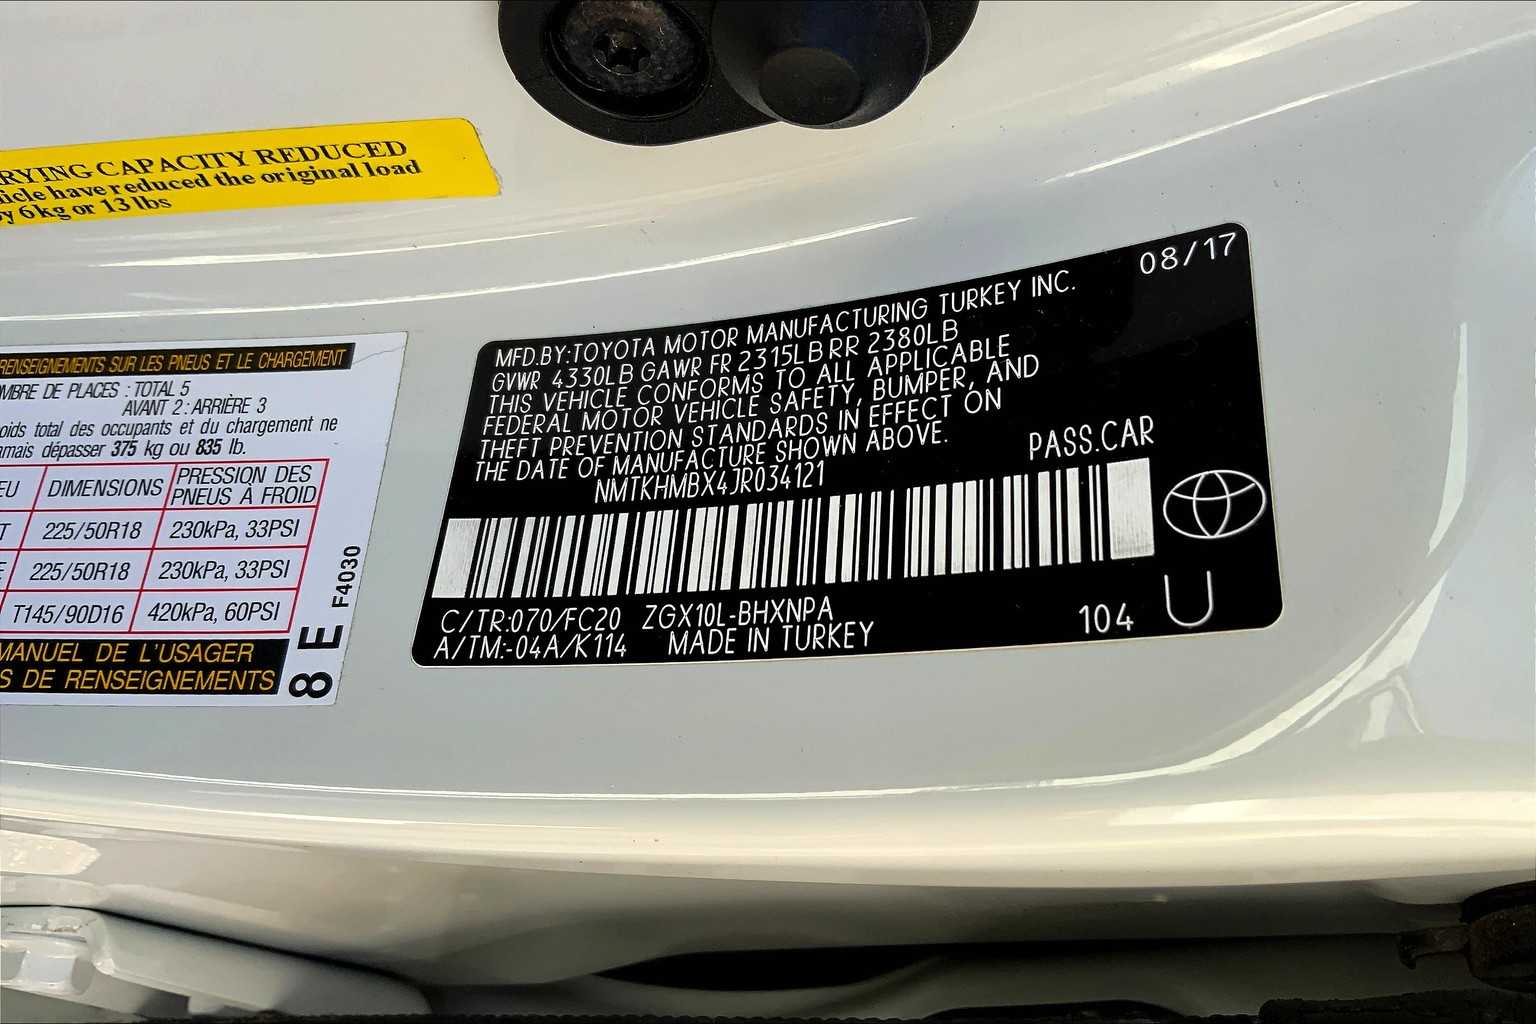 RYING CAPACITY REDUCED
have reduced the original load
by 6kg or 13 lbs
RENSEIGNEMENTS SUR LES PNEUS ET LE CHARGEMENT
MBRE DE PLACES : TOTAL 5
AVANT 2 : ARRIÈRE 3
oids total des occupants et du chargement ne
amais dépasser 375 kg ou 835 lb.
EU DIMENSIONS PRESSION DES
PNEUS À FROID
T 225/50R18 230kPa, 33PSI
E 225/50R18 230kPa, 33PSI
T145/90D16 420kPa, 60PSI
MANUEL DE L'USAGER
S DE RENSEIGNEMENTS
8 E F4030
08/17
MFD.BY:TOYOTA MOTOR MANUFACTURING TURKEY INC.
GVWR 4330LB GAWR FR 2315LB RR 2380LB
THIS VEHICLE CONFORMS TO ALL APPLICABLE
FEDERAL MOTOR VEHICLE SAFETY, BUMPER, AND
THEFT PREVENTION STANDARDS IN EFFECT ON
THE DATE OF MANUFACTURE SHOWN ABOVE.
NMTKHMBX4JR034121 PASS.CAR
C/TR:070/FC20 ZGX10L-BHXNPA
A/TM:-04A/K114 MADE IN TURKEY
104 U